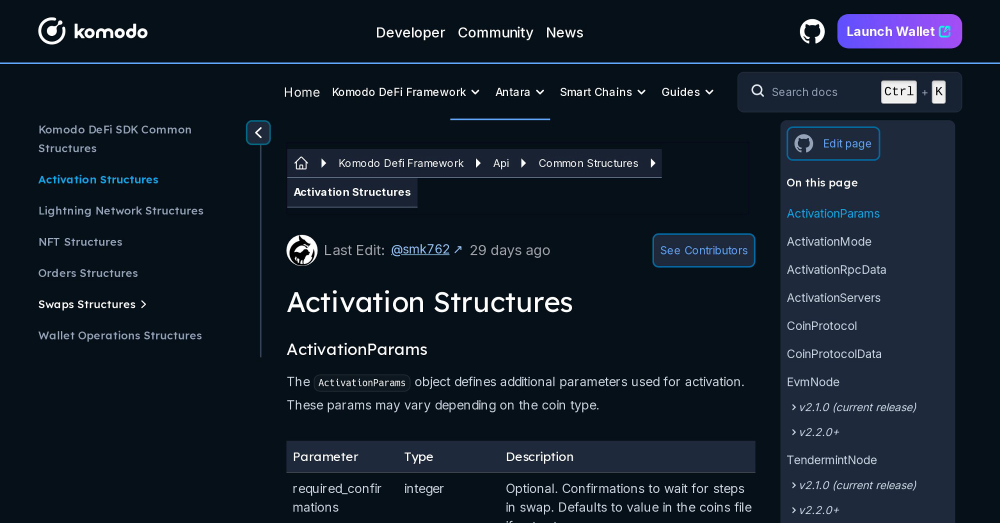 komodo
Developer Community News
Launch Wallet
Home Komodo DeFi Framework Antara Smart Chains Guides
Search docs Ctrl + K
Komodo DeFi SDK Common
Structures
Activation Structures
Lightning Network Structures
NFT Structures
Orders Structures
Swaps Structures
Wallet Operations Structures
Komodo Defi Framework Api Common Structures
Activation Structures
Last Edit: @smk762 ↗ 29 days ago
See Contributors
Activation Structures
ActivationParams
The ActivationParams object defines additional parameters used for activation.
These params may vary depending on the coin type.
Parameter Type Description
required_confir
mations
integer
Optional. Confirmations to wait for steps
in swap. Defaults to value in the coins file
Edit page
On this page
ActivationParams
ActivationMode
ActivationRpcData
ActivationServers
CoinProtocol
CoinProtocolData
EvmNode
v2.1.0 (current release)
v2.2.0+
TendermintNode
v2.1.0 (current release)
v2.2.0+